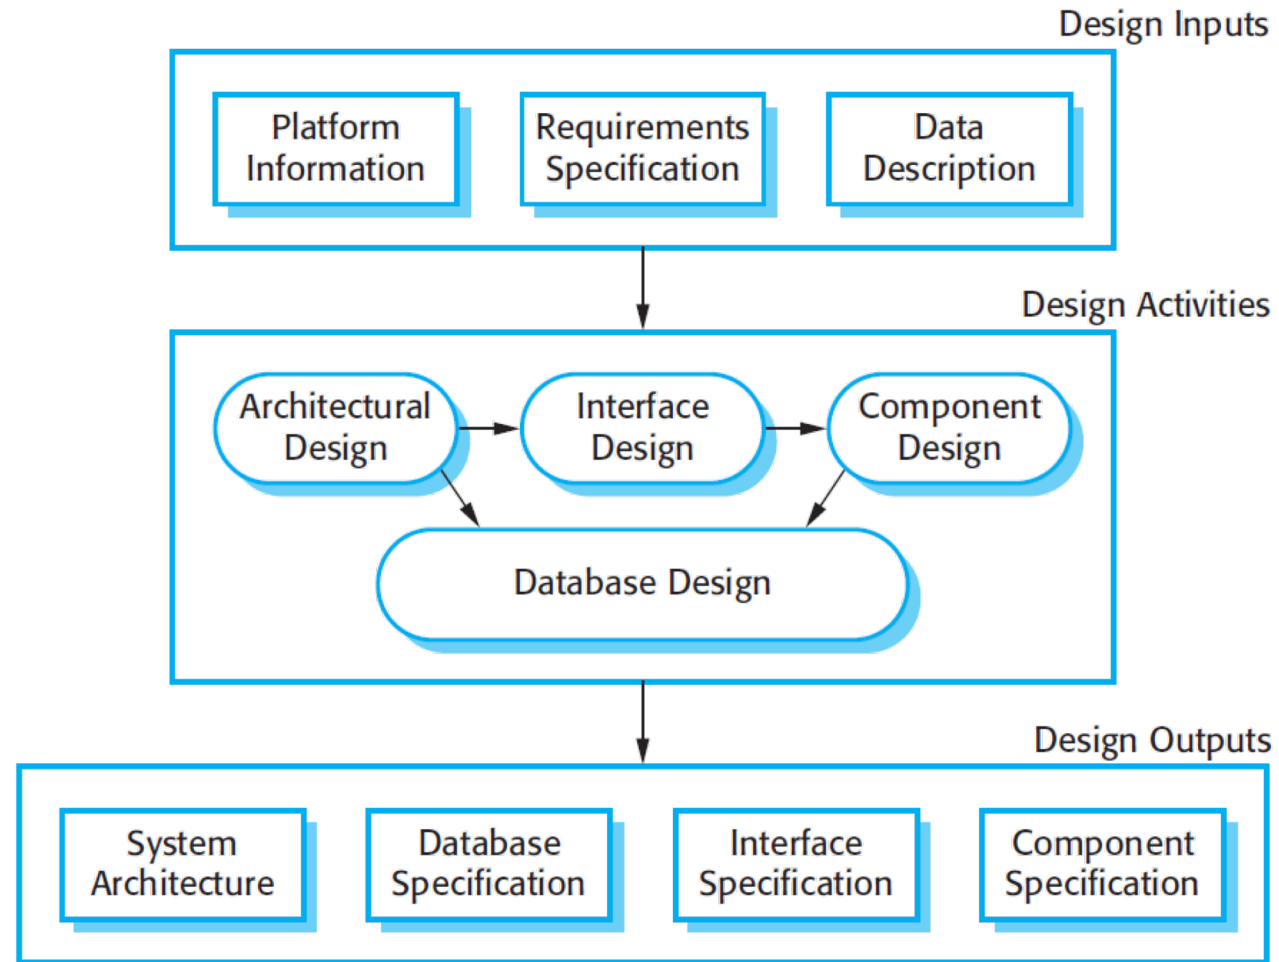 Design Inputs
Platform
Information
Requirements
Specification
Data
Description
Design Activities
Architectural
Design
Interface
Design
Component
Design
Database Design
Design Outputs
System
Architecture
Database
Specification
Interface
Specification
Component
Specification